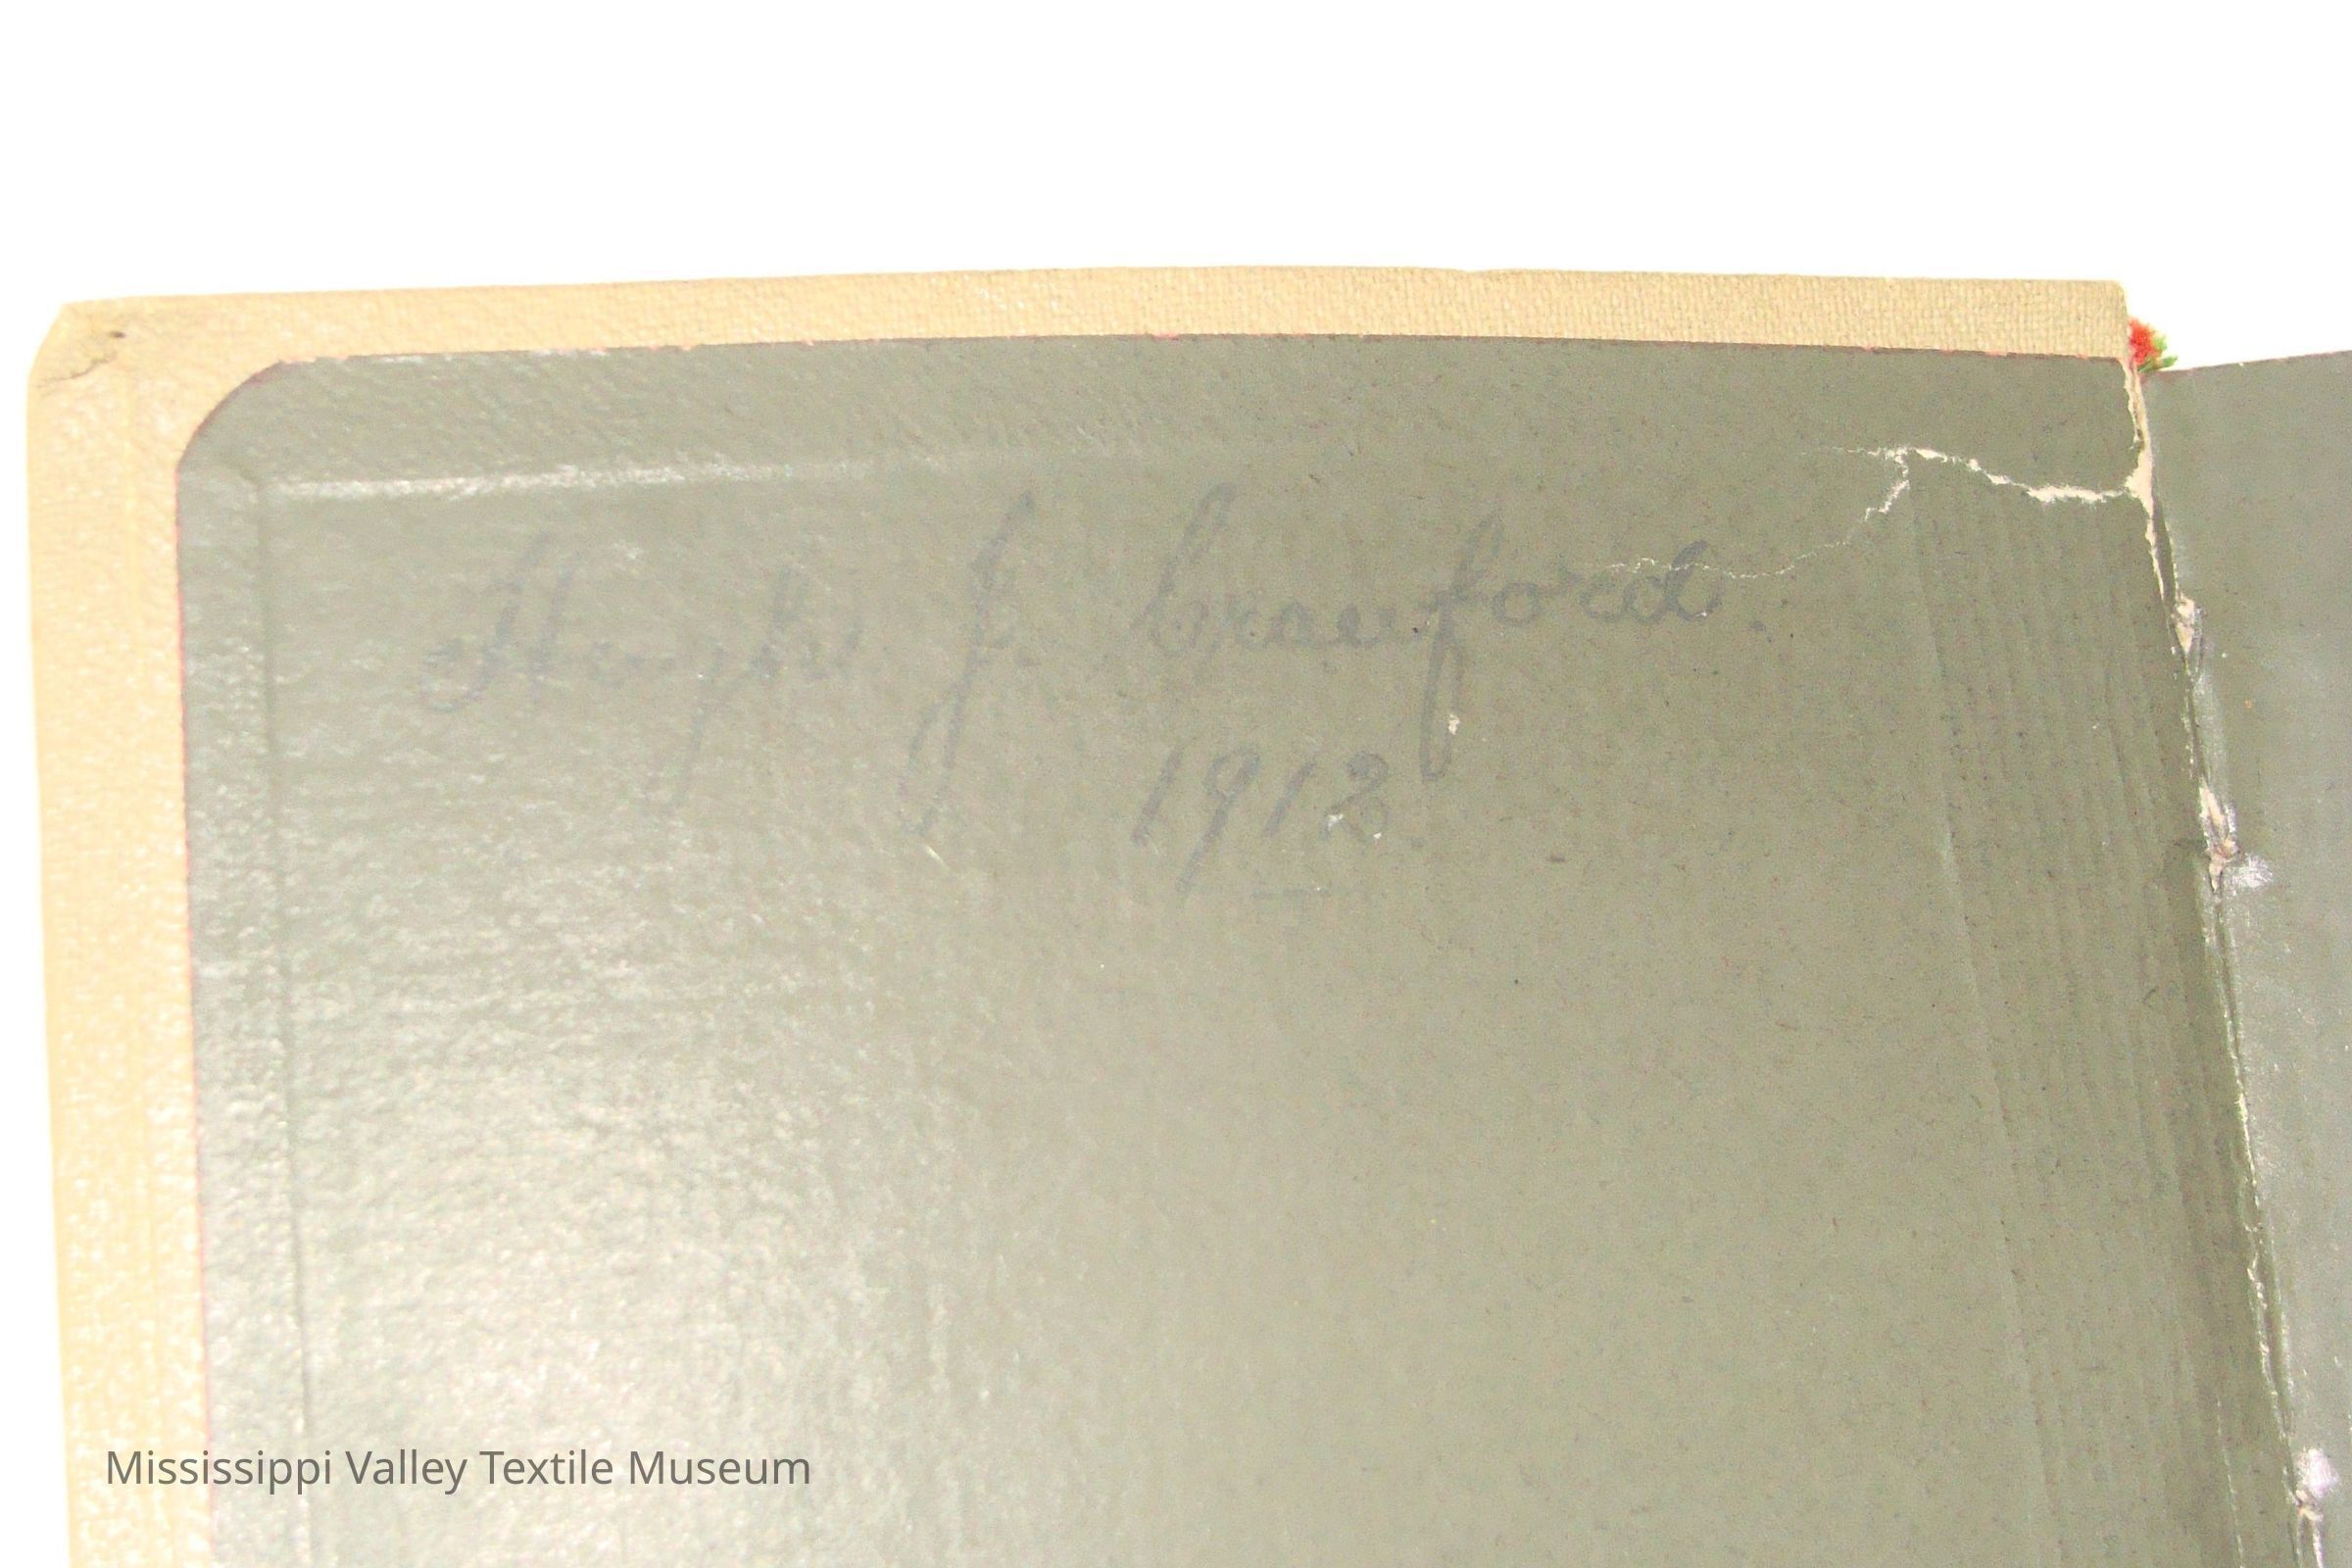 Hugh J. Crawford.
1912.
Mississippi Valley Textile Museum